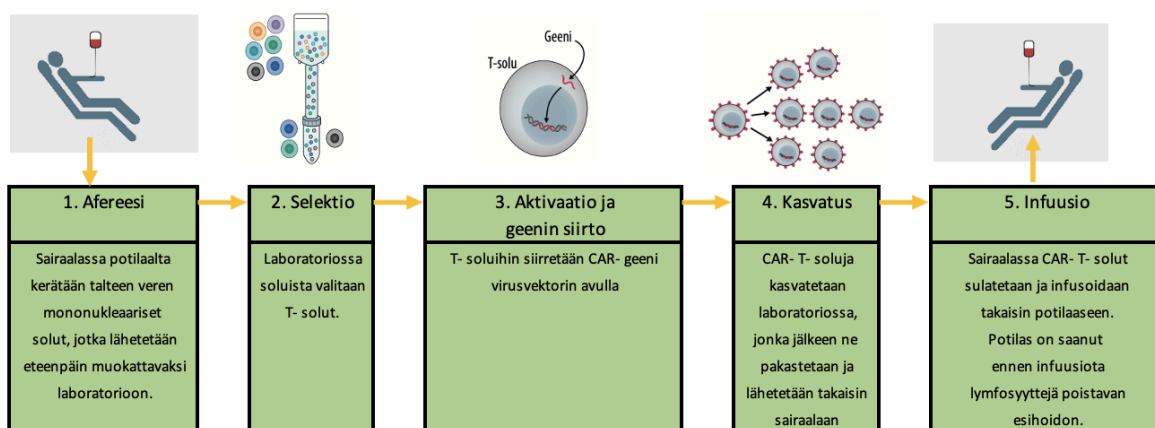 Geeni
T-solu
1. Afereesi
Sairaalassa potilaalta
kerätään talteen veren
mononukleaariset
solut, jotka lähetetään
eteenpäin muokattavaksi
laboratorioon.
2. Selektio
Laboratoriossa
soluista valitaan
T- solut.
3. Aktivaatio ja
geenin siirto
T- soluihin siirretään CAR- geeni
virusvektorin avulla
4. Kasvatus
CAR- T- soluja
kasvatetaan
laboratoriossa,
jonka jälkeen ne
pakastetaan ja
lähetetään takaisin
sairaalaan
5. Infuusio
Sairaalassa CAR- T- solut
sulatetaan ja infusoidaan
takaisin potilaaseen.
Potilas on saanut
ennen infuusiota
lymfosyyttejä poistavan
esihoidon.